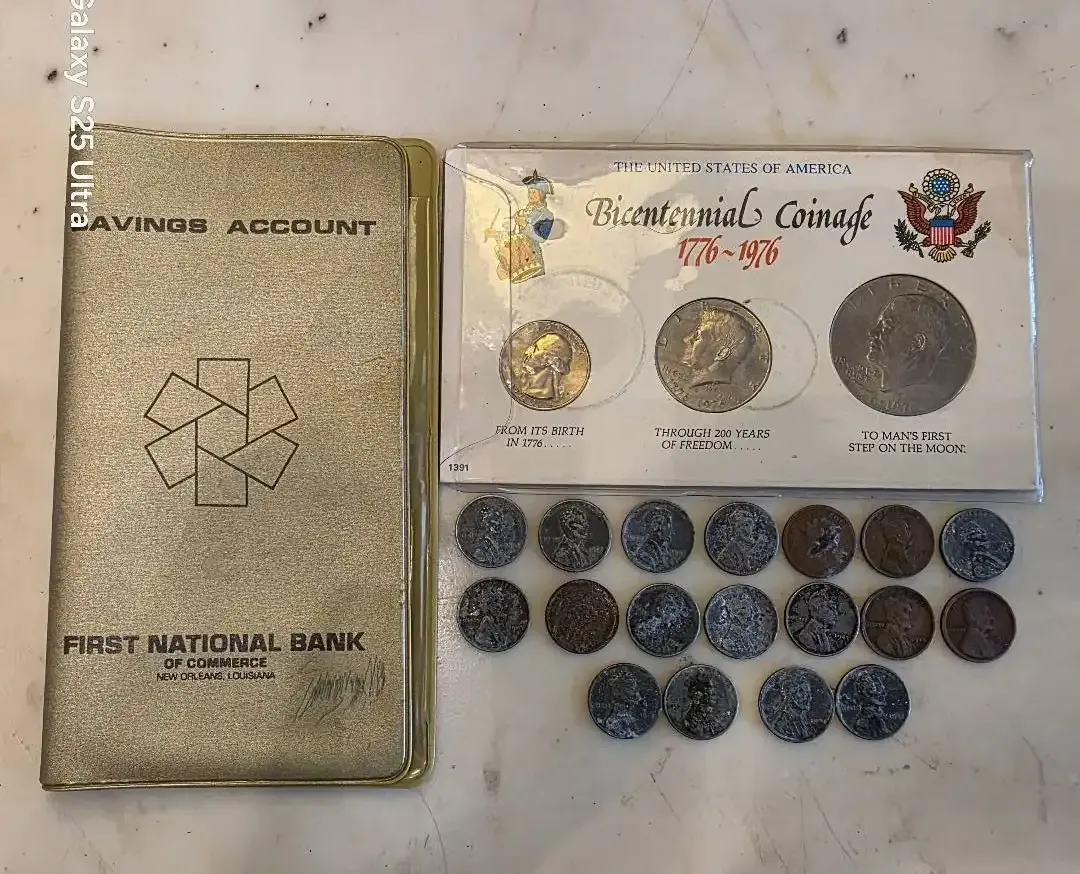 Galaxy S25 Ultra
SAVINGS ACCOUNT
FIRST NATIONAL BANK
OF COMMERCE
NEW ORLEANS, LOUISIANA
THE UNITED STATES OF AMERICA
Bicentennial Coinage
1776~1976
FROM ITS BIRTH
IN 1776.....
THROUGH 200 YEARS
OF FREEDOM.....
TO MAN'S FIRST
STEP ON THE MOON.
1391
LIBERTY